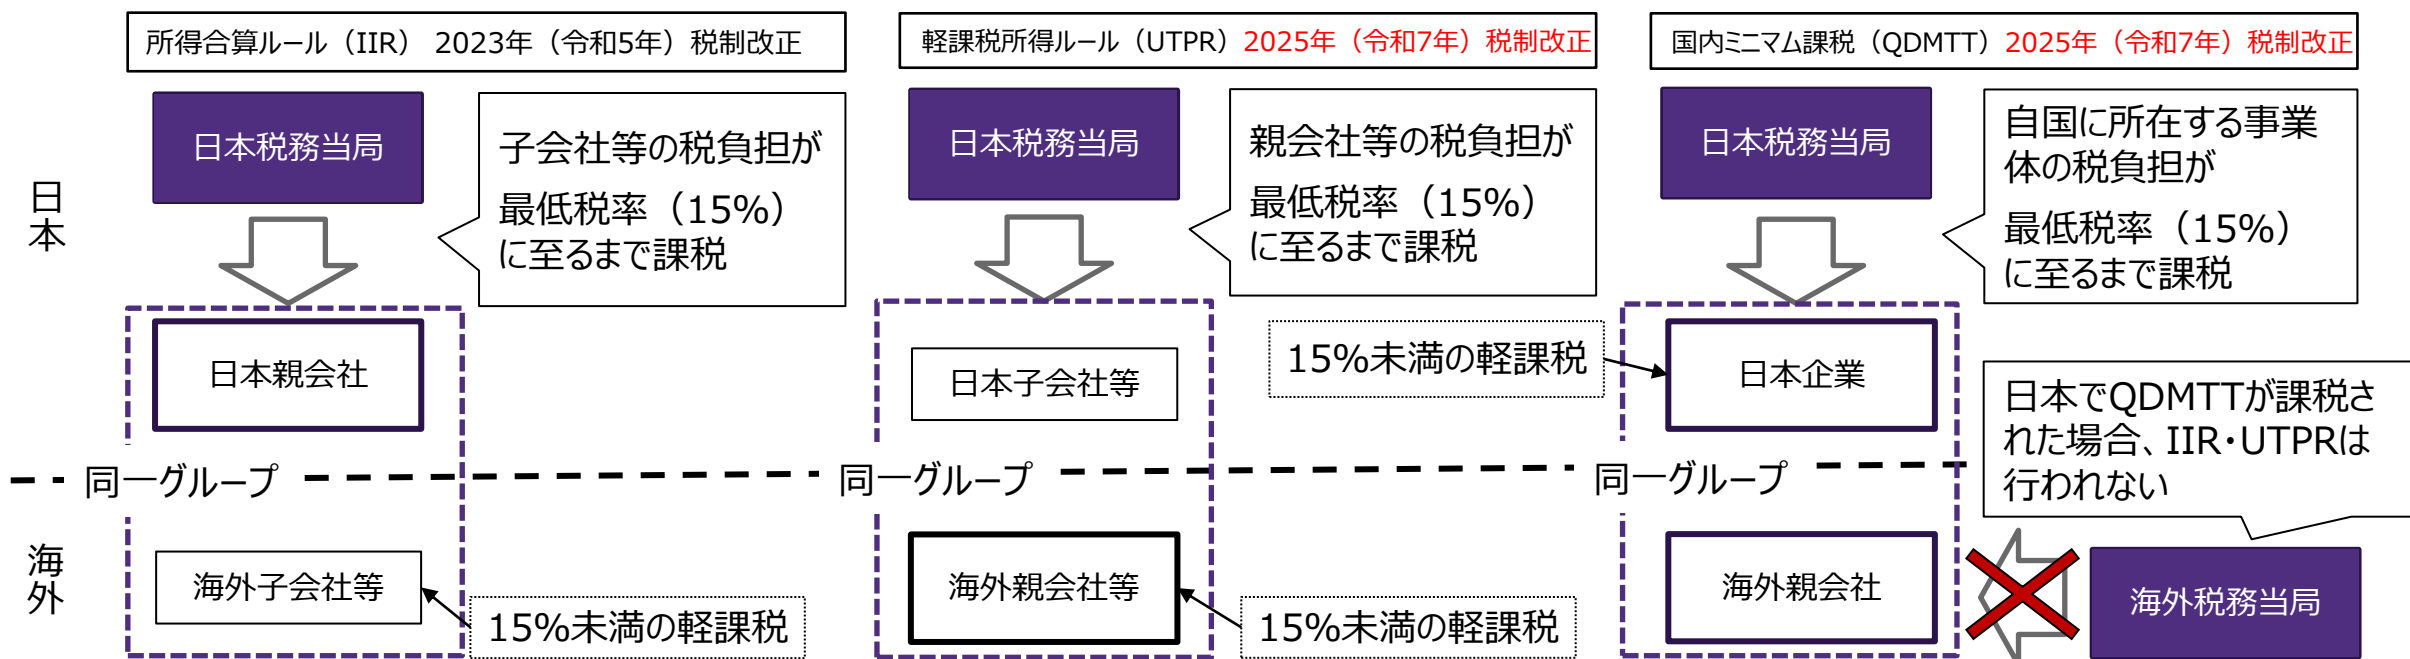 所得合算ルール（IIR） 2023年（令和5年）税制改正
軽課税所得ルール（UTPR）2025年（令和7年）税制改正
国内ミニマム課税（QDMTT）2025年（令和7年）税制改正
日本
日本税務当局
子会社等の税負担が
最低税率（15%）
に至るまで課税
日本税務当局
親会社等の税負担が
最低税率（15%）
に至るまで課税
日本税務当局
自国に所在する事業
体の税負担が
最低税率（15%）
に至るまで課税
日本親会社
日本子会社等
15%未満の軽課税
日本企業
日本でQDMTTが課税さ
れた場合、IIR・UTPRは
行われない
同一グループ
同一グループ
同一グループ
海外
海外子会社等
15%未満の軽課税
海外親会社等
15%未満の軽課税
海外親会社
海外税務当局